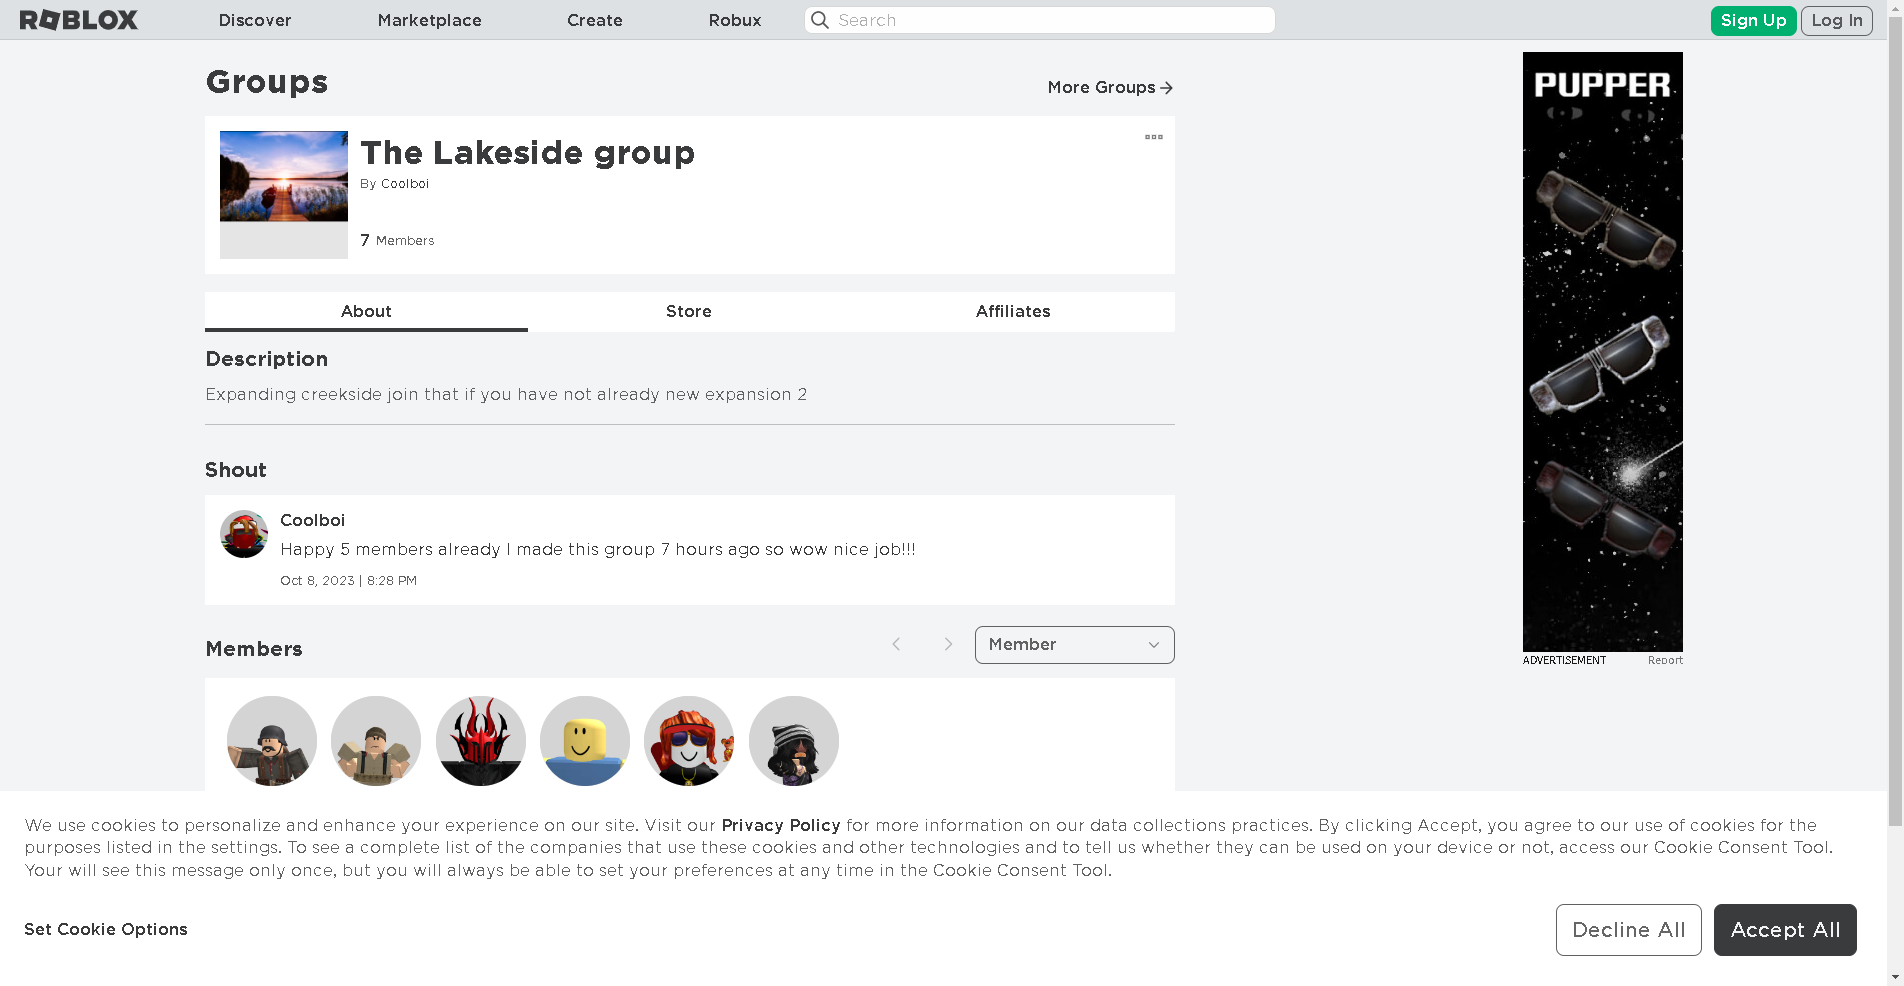 ROBLOX
Discover
Marketplace
Create
Robux
Search
Sign Up
Log In
Groups
More Groups
The Lakeside group
By Coolboi
7 Members
About
Store
Affiliates
Description
Expanding creekside join that if you have not already new expansion 2
Shout
Coolboi
Happy 5 members already I made this group 7 hours ago so wow nice job!!!
Oct 8, 2023 | 8:28 PM
Members
Member
PUPPER
ADVERTISEMENT
Report
We use cookies to personalize and enhance your experience on our site. Visit our Privacy Policy for more information on our data collections practices. By clicking Accept, you agree to our use of cookies for the
purposes listed in the settings. To see a complete list of the companies that use these cookies and other technologies and to tell us whether they can be used on your device or not, access our Cookie Consent Tool.
Your will see this message only once, but you will always be able to set your preferences at any time in the Cookie Consent Tool.
Set Cookie Options
Decline All
Accept All